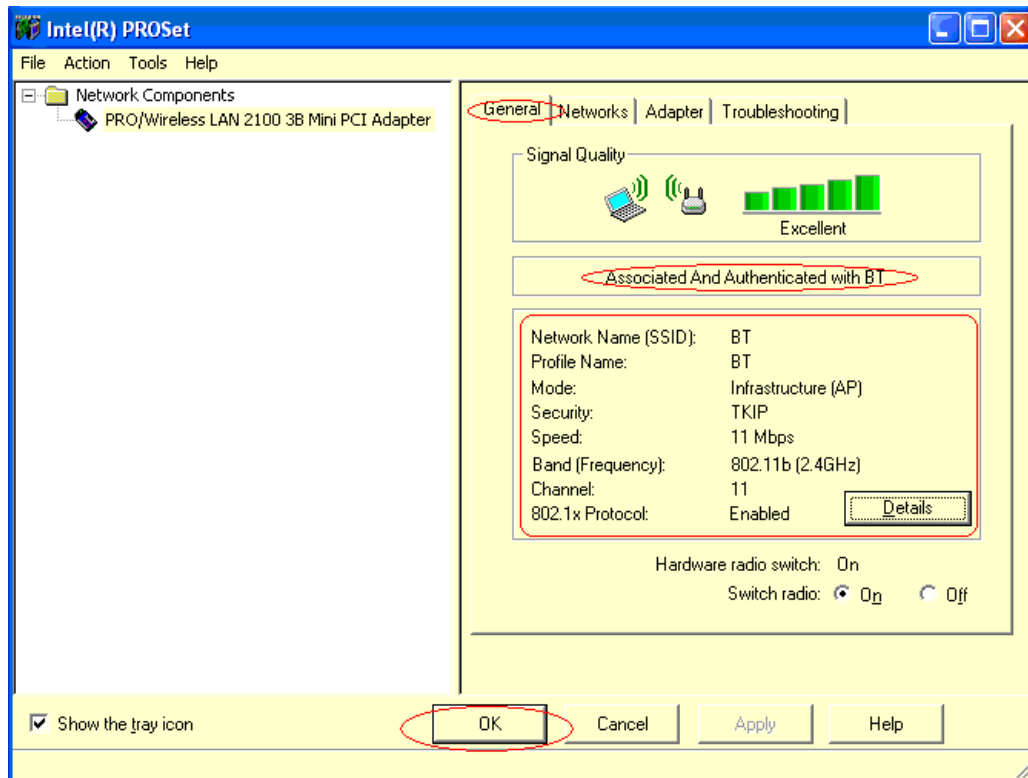 Intel(R) PROSet
File Action Tools Help
Network Components
PRO/Wireless LAN 2100 3B Mini PCI Adapter
General Networks Adapter Troubleshooting
Signal Quality
Excellent
Associated And Authenticated with BT
Network Name (SSID): BT
Profile Name: BT
Mode: Infrastructure (AP)
Security: TKIP
Speed: 11 Mbps
Band (Frequency): 802.11b (2.4GHz)
Channel: 11
802.1x Protocol: Enabled
Details
Hardware radio switch: On
Switch radio: On Off
Show the tray icon
OK Cancel Apply Help